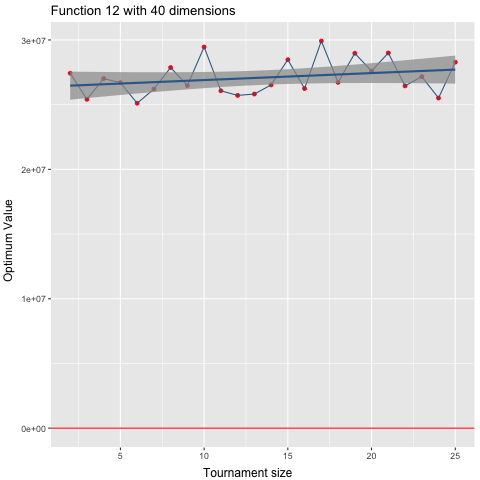 Function 12 with 40 dimensions
3e+07
2e+07
1e+07
0e+00
Optimum Value
5
10
15
20
25
Tournament size